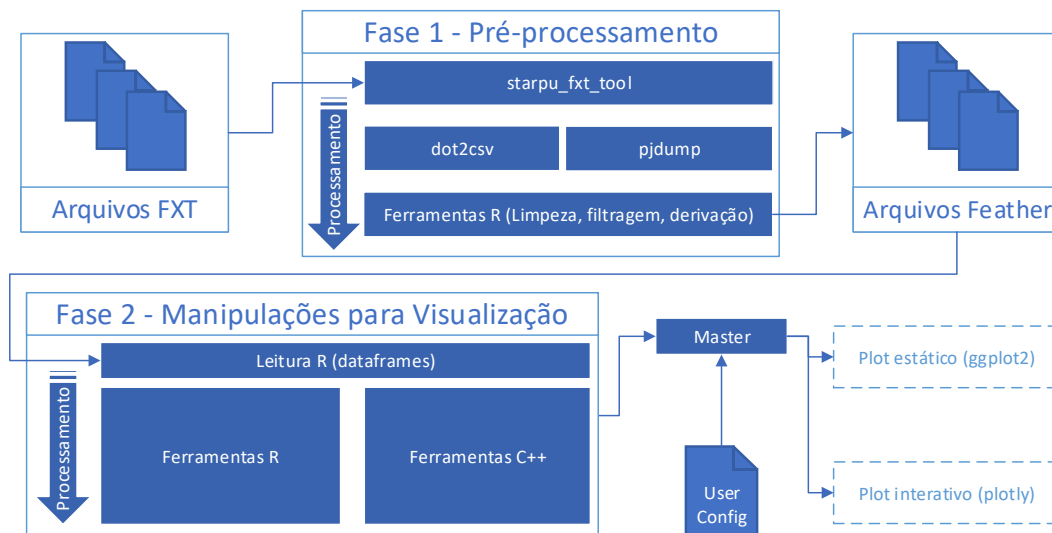 Fase 1 - Pré-processamento
starpu_fxt_tool
Processamento
dot2csv
pjdump
Ferramentas R (Limpeza, filtragem, derivação)
Arquivos FXT
Arquivos Feather
Fase 2 - Manipulações para Visualização
Leitura R (dataframes)
Processamento
Ferramentas R
Ferramentas C++
Master
User
Config
Plot estático (ggplot2)
Plot interativo (plotly)